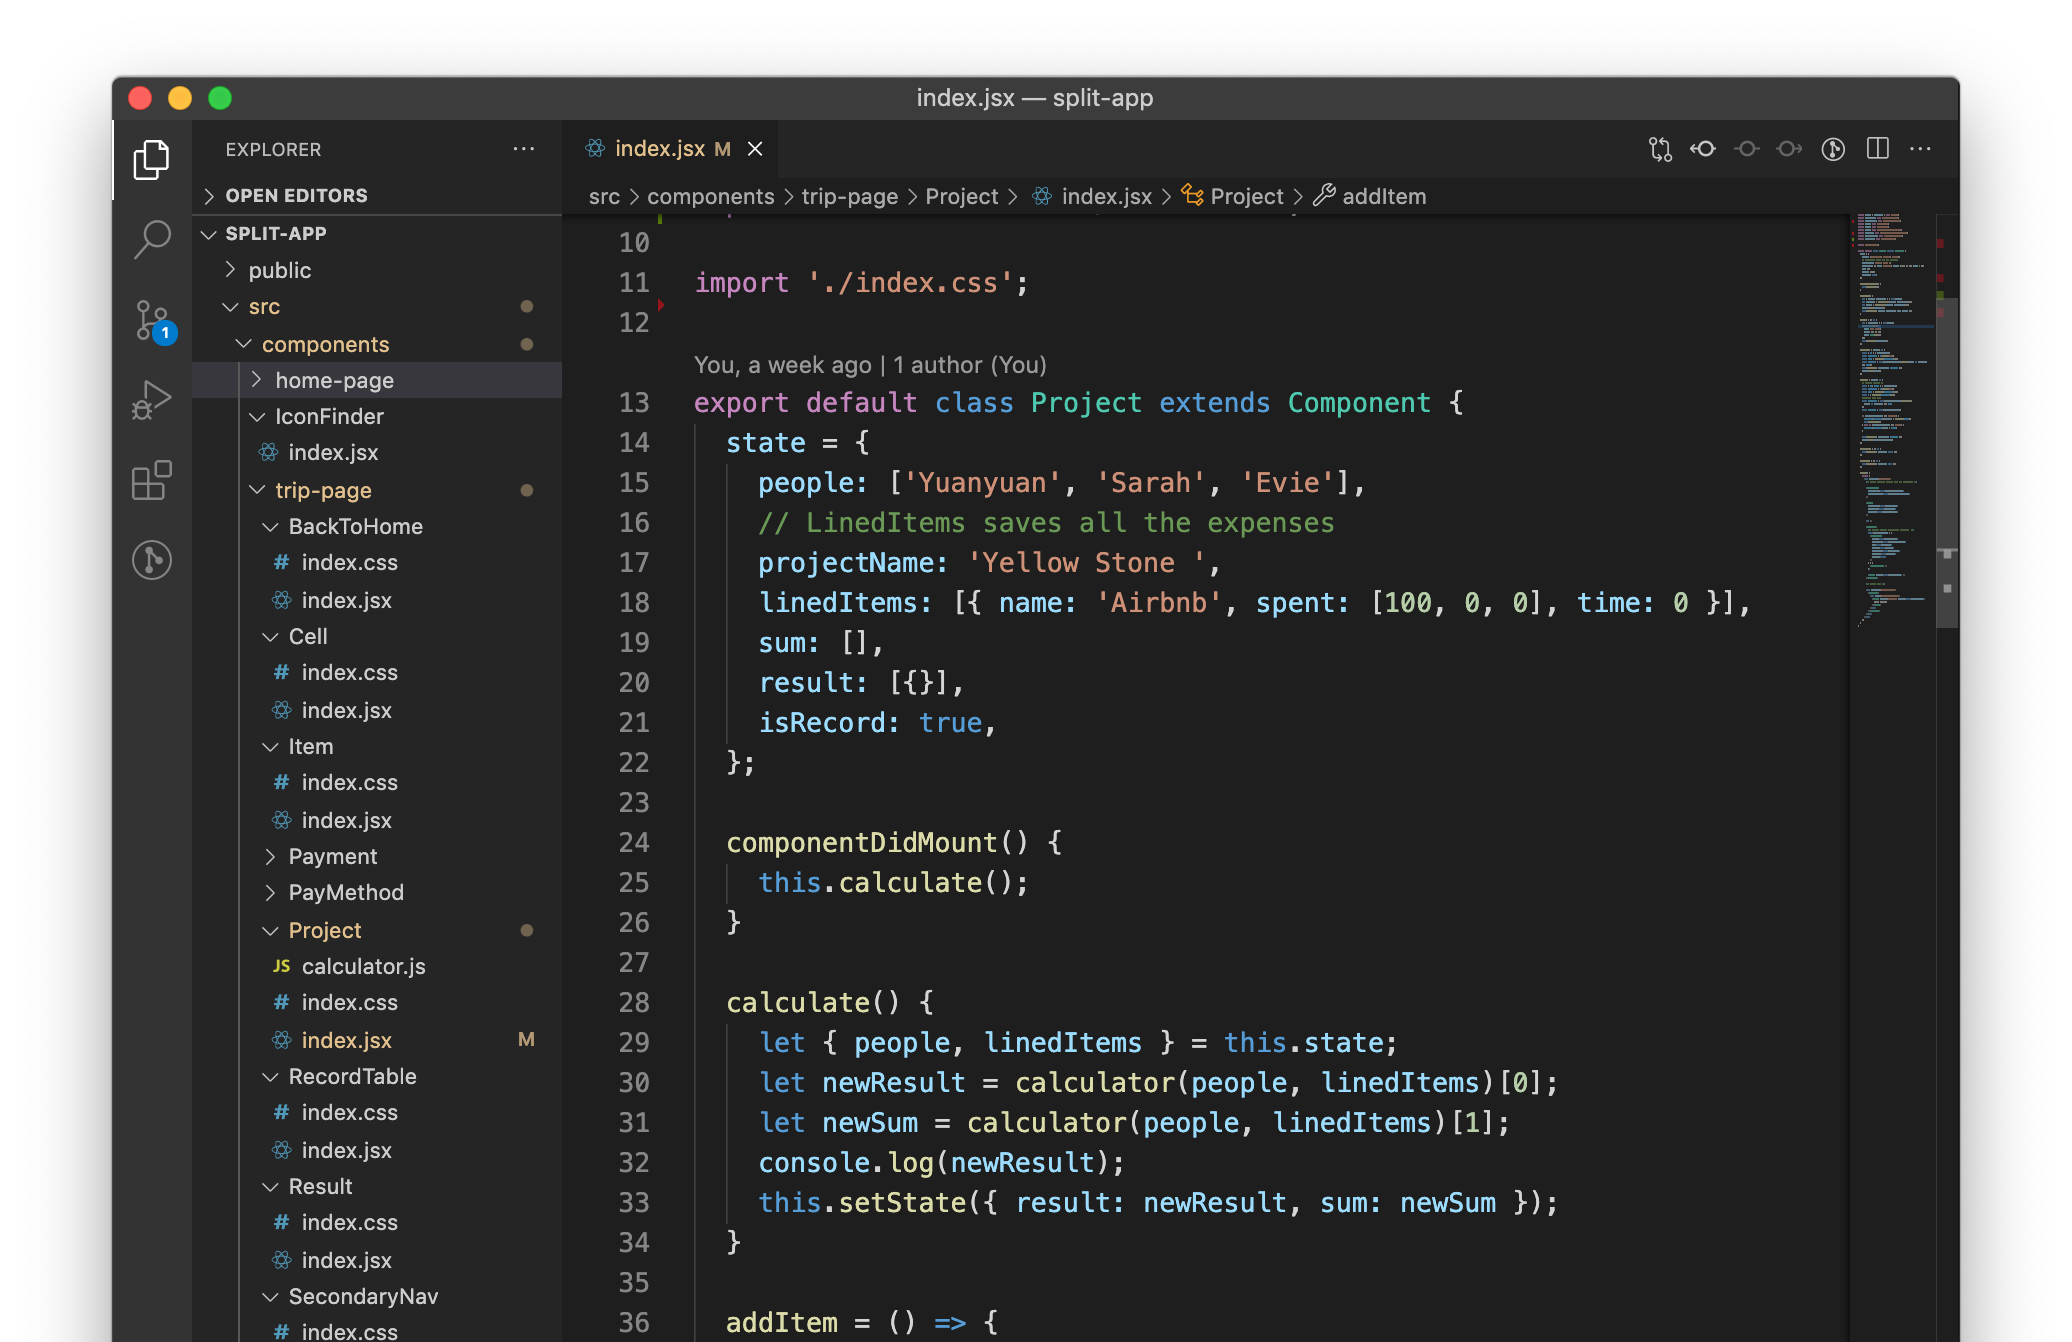 index.jsx — split-app
EXPLORER
OPEN EDITORS
SPLIT-APP
public
src
components
home-page
IconFinder
index.jsx
trip-page
BackToHome
# index.css
index.jsx
Cell
# index.css
index.jsx
Item
# index.css
index.jsx
Payment
PayMethod
Project
JS calculator.js
# index.css
index.jsx M
RecordTable
# index.css
index.jsx
Result
# index.css
index.jsx
SecondaryNav
# index.css
1
index.jsx M
src > components > trip-page > Project > index.jsx > Project > addItem
10
11 import './index.css';
12
You, a week ago | 1 author (You)
13 export default class Project extends Component {
14 state = {
15 people: ['Yuanyuan', 'Sarah', 'Evie'],
16 // LinedItems saves all the expenses
17 projectName: 'Yellow Stone ',
18 linedItems: [{ name: 'Airbnb', spent: [100, 0, 0], time: 0 }],
19 sum: [],
20 result: [{}],
21 isRecord: true,
22 };
23
24 componentDidMount() {
25 this.calculate();
26 }
27
28 calculate() {
29 let { people, linedItems } = this.state;
30 let newResult = calculator(people, linedItems)[0];
31 let newSum = calculator(people, linedItems)[1];
32 console.log(newResult);
33 this.setState({ result: newResult, sum: newSum });
34 }
35
36 addItem = () => {